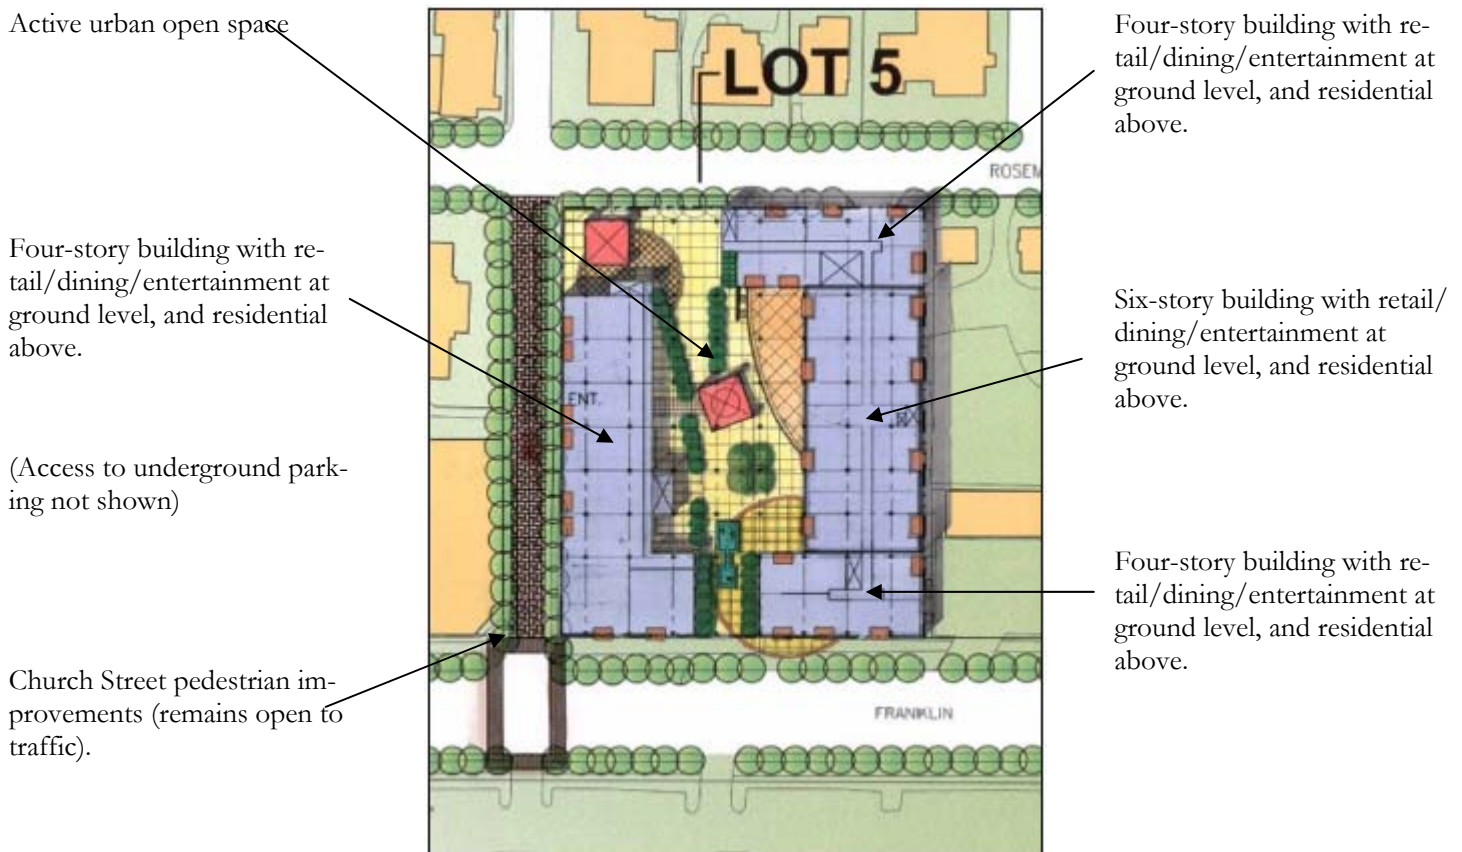 Active urban open space
Four-story building with re-
tail/dining/entertainment at
ground level, and residential
above.
(Access to underground park-
ing not shown)
Church Street pedestrian im-
provements (remains open to
traffic).
LOT 5
ROSEM
ENT.
FRANKLIN
Four-story building with re-
tail/dining/entertainment at
ground level, and residential
above.
Six-story building with retail/
dining/entertainment at
ground level, and residential
above.
Four-story building with re-
tail/dining/entertainment at
ground level, and residential
above.